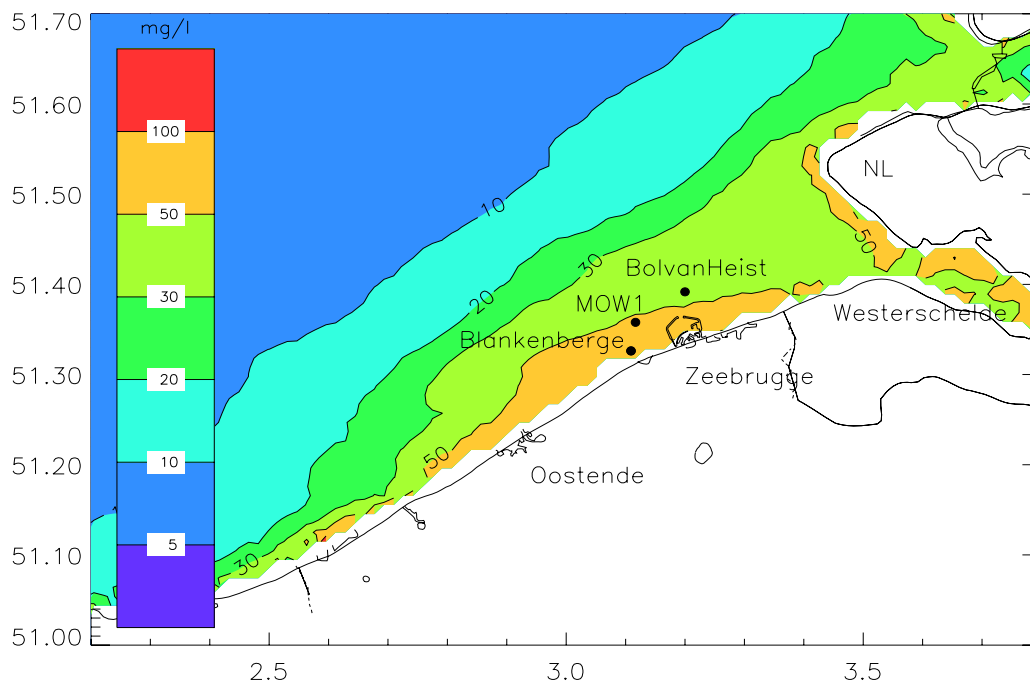 51.70
mg/l
51.60
100
NL
51.50
50
10
50
30
BolvanHeist
51.40
30
20
MOW1
Westerschelde
Blankenberge
51.30
20
Zeebrugge
50
51.20
10
Oostende
51.10
5
30
51.00
2.5 3.0 3.5